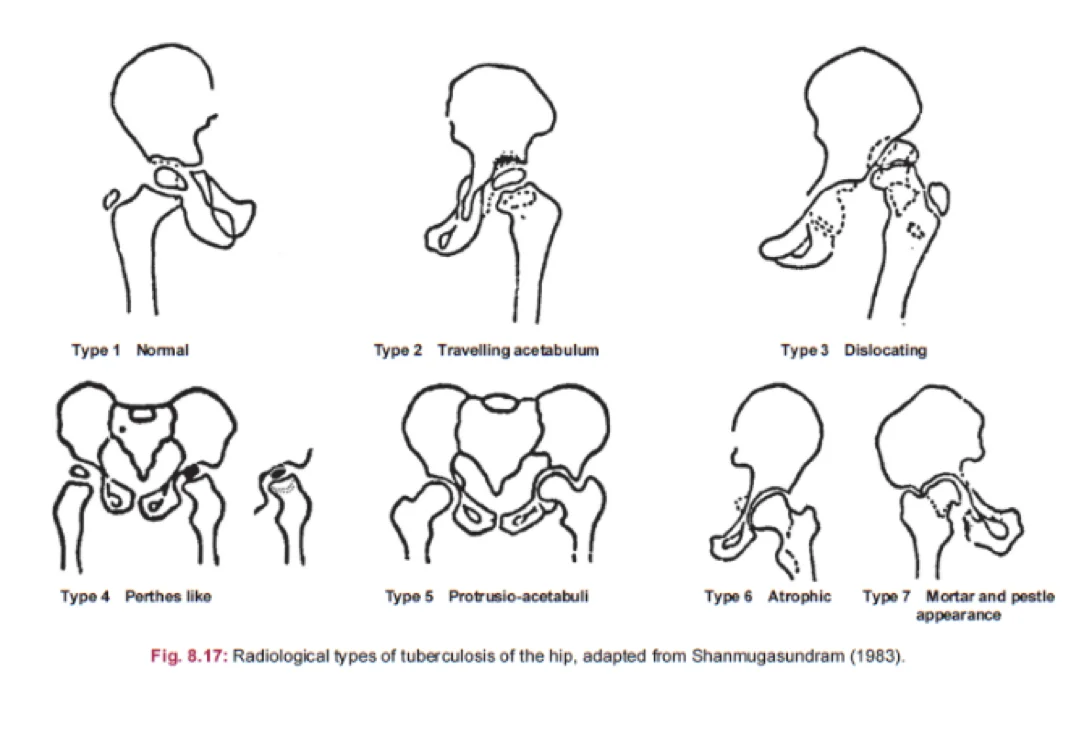 Type 1 Normal
Type 2 Travelling acetabulum
Type 3 Dislocating
Type 4 Perthes like
Type 5 Protrusio-acetabuli
Type 6 Atrophic
Type 7 Mortar and pestle
appearance
Fig. 8.17: Radiological types of tuberculosis of the hip, adapted from Shanmugasundram (1983).